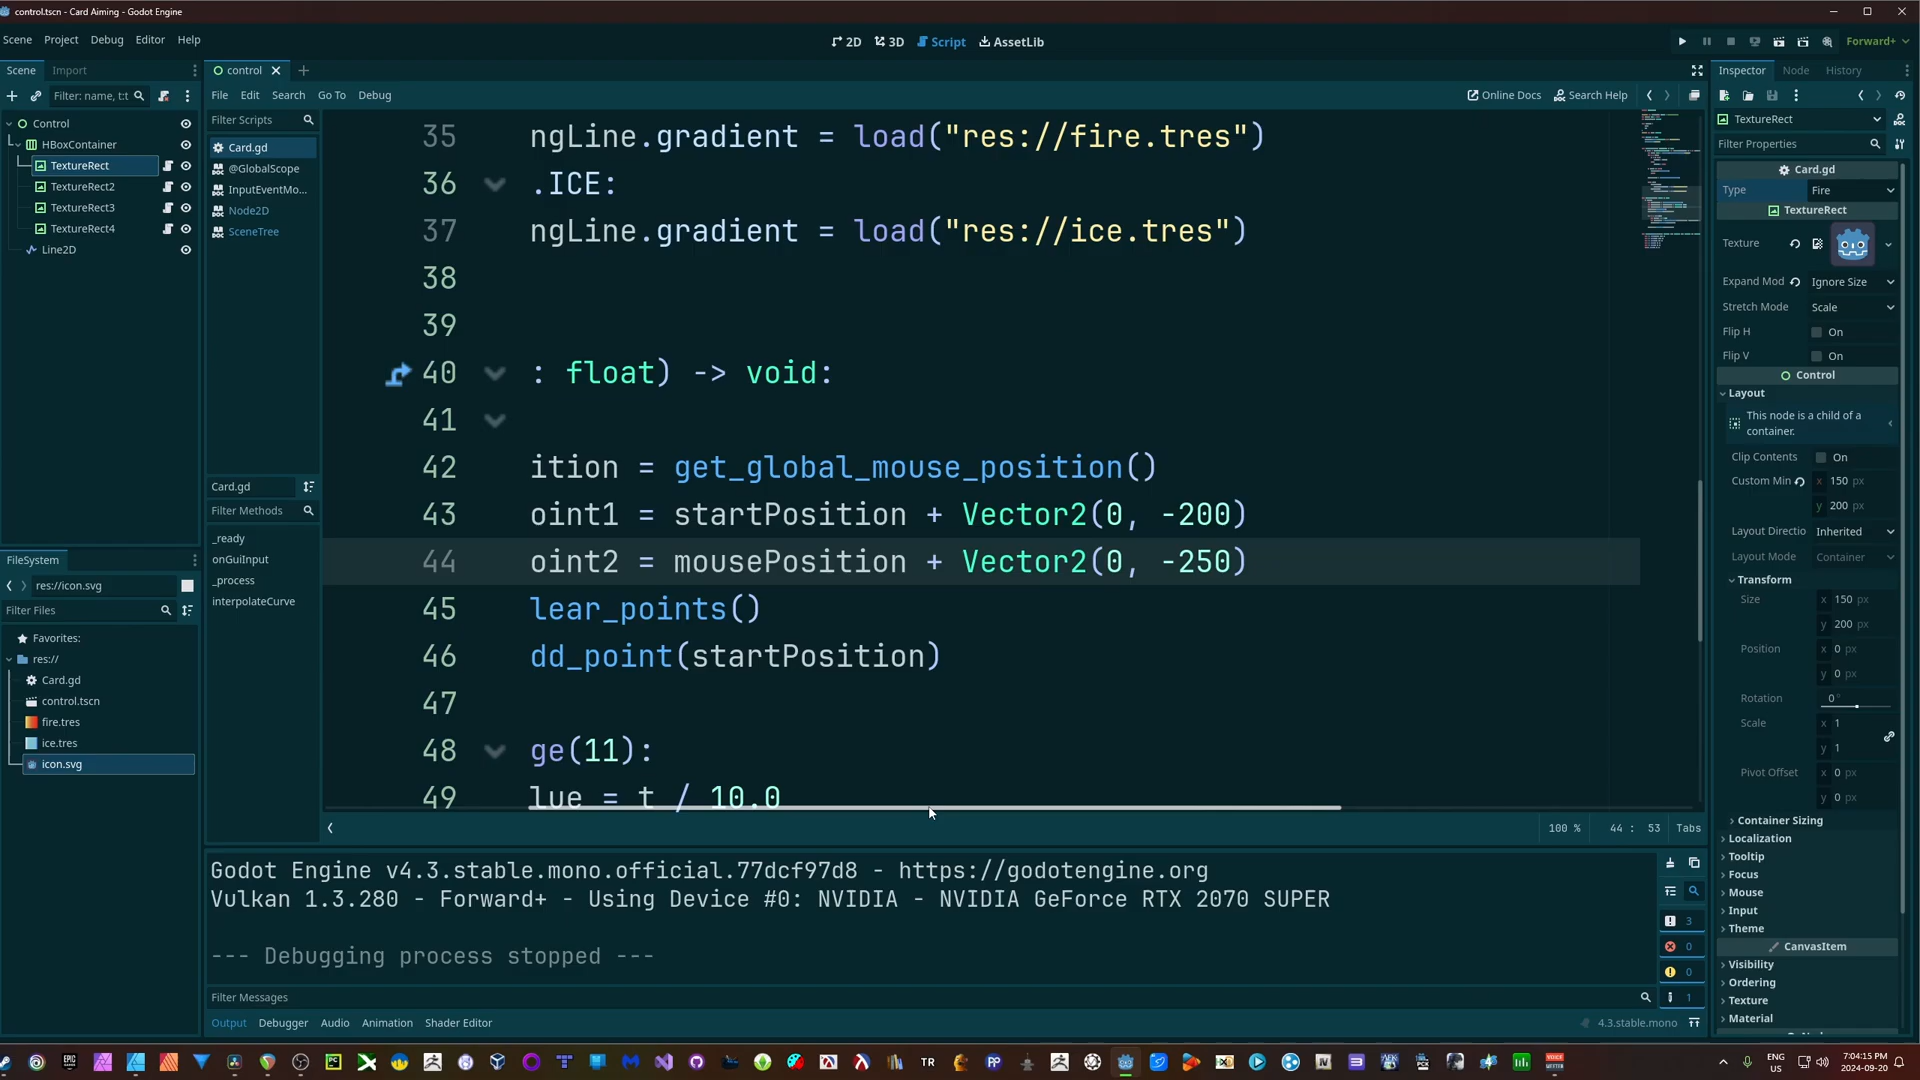 control.tscn - Card Aiming - Godot Engine
Scene Project Debug Editor Help
2D 3D Script AssetLib
Forward+
Scene Import
Filter: name, t:t
Control
HBoxContainer
TextureRect
TextureRect2
TextureRect3
TextureRect4
Line2D
FileSystem
res://icon.svg
Filter Files
Favorites:
res://
Card.gd
control.tscn
fire.tres
ice.tres
icon.svg
control
File Edit Search Go To Debug
Online Docs Search Help
Filter Scripts
Card.gd
@GlobalScope
InputEventMo...
Node2D
SceneTree
Card.gd
Filter Methods
_ready
onGuiInput
_process
interpolateCurve
35 ngLine.gradient = load("res://fire.tres")
36 .ICE:
37 ngLine.gradient = load("res://ice.tres")
38
39
40 : float) -> void:
41
42 ition = get_global_mouse_position()
43 oint1 = startPosition + Vector2(0, -200)
44 oint2 = mousePosition + Vector2(0, -250)
45 lear_points()
46 dd_point(startPosition)
47
48 ge(11):
49 lue = t / 10.0
100 % 44 : 53 Tabs
Godot Engine v4.3.stable.mono.official.77dcf97d8 - https://godotengine.org
Vulkan 1.3.280 - Forward+ - Using Device #0: NVIDIA - NVIDIA GeForce RTX 2070 SUPER
--- Debugging process stopped ---
3
0
0
1
Filter Messages
Output Debugger Audio Animation Shader Editor
4.3.stable.mono
Inspector Node History
TextureRect
Filter Properties
Card.gd
Type Fire
TextureRect
Texture
Expand Mod Ignore Size
Stretch Mode Scale
Flip H On
Flip V On
Control
Layout
This node is a child of a
container.
Clip Contents On
Custom Min x 150 px
y 200 px
Layout Directio Inherited
Layout Mode Container
Transform
Size x 150 px
y 200 px
Position x 0 px
y 0 px
Rotation 0°
Scale x 1
y 1
Pivot Offset x 0 px
y 0 px
Container Sizing
Localization
Tooltip
Focus
Mouse
Input
Theme
CanvasItem
Visibility
Ordering
Texture
Material
ENG
US
7:04:15 PM
2024-09-20